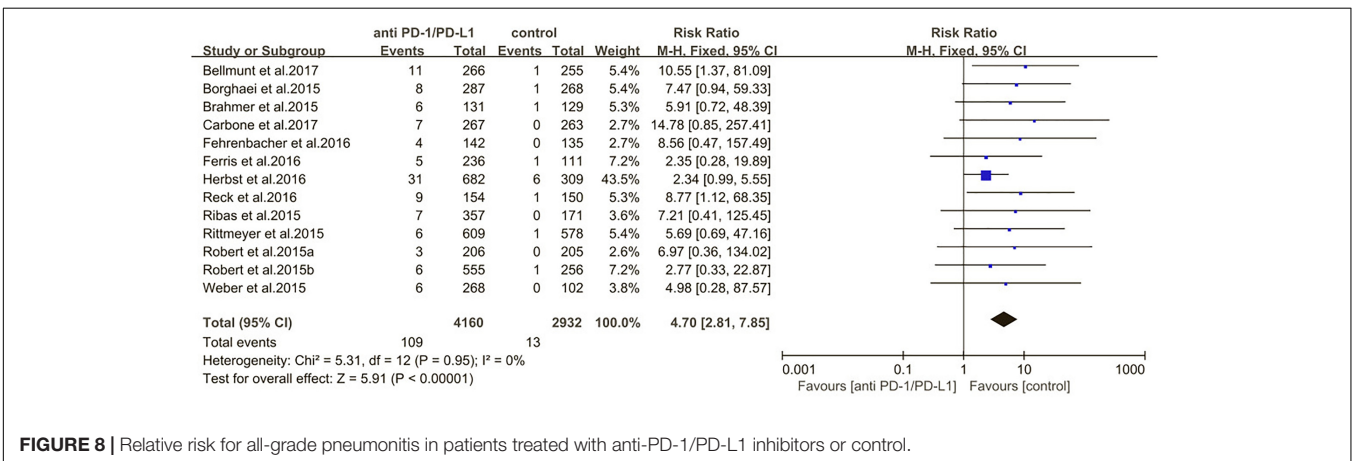 anti PD-1/PD-L1 control Risk Ratio Risk Ratio
Study or Subgroup Events Total Events Total Weight M-H. Fixed. 95% CI M-H. Fixed. 95% CI
Bellmunt et al.2017 11 266 1 255 5.4% 10.55 [1.37, 81.09]
Borghaei et al.2015 8 287 1 268 5.4% 7.47 [0.94, 59.33]
Brahmer et al.2015 6 131 1 129 5.3% 5.91 [0.72, 48.39]
Carbone et al.2017 7 267 0 263 2.7% 14.78 [0.85, 257.41]
Fehrenbacher et al.2016 4 142 0 135 2.7% 8.56 [0.47, 157.49]
Ferris et al.2016 5 236 1 111 7.2% 2.35 [0.28, 19.89]
Herbst et al.2016 31 682 6 309 43.5% 2.34 [0.99, 5.55]
Reck et al.2016 9 154 1 150 5.3% 8.77 [1.12, 68.35]
Ribas et al.2015 7 357 0 171 3.6% 7.21 [0.41, 125.45]
Rittmeyer et al.2015 6 609 1 578 5.4% 5.69 [0.69, 47.16]
Robert et al.2015a 3 206 0 205 2.6% 6.97 [0.36, 134.02]
Robert et al.2015b 6 555 1 256 7.2% 2.77 [0.33, 22.87]
Weber et al.2015 6 268 0 102 3.8% 4.98 [0.28, 87.57]
Total (95% CI) 4160 2932 100.0% 4.70 [2.81, 7.85]
Total events 109 13
Heterogeneity: Chi² = 5.31, df = 12 (P = 0.95); I² = 0%
Test for overall effect: Z = 5.91 (P < 0.00001)
0.001 0.1 1 10 1000
Favours [anti PD-1/PD-L1] Favours [control]
FIGURE 8 | Relative risk for all-grade pneumonitis in patients treated with anti-PD-1/PD-L1 inhibitors or control.